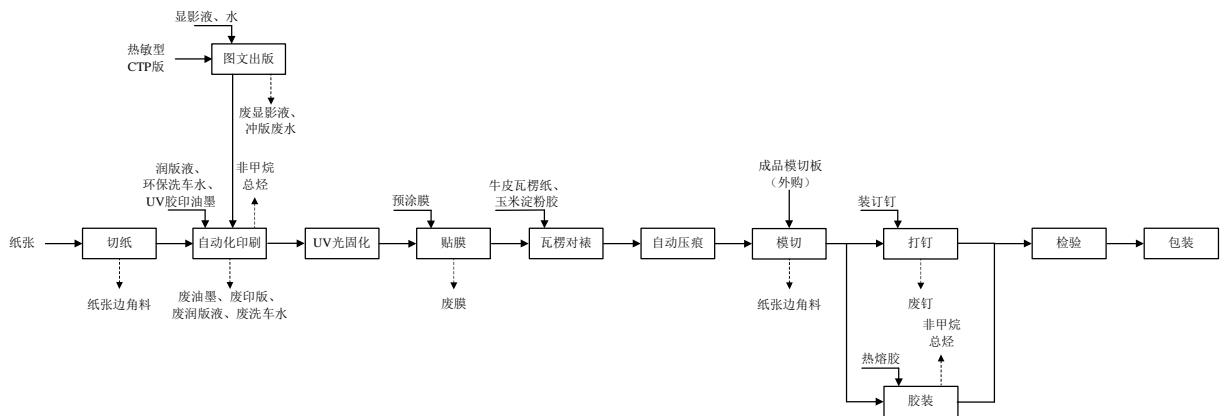 显影液、水
热敏型
CTP版
图文出版
废显影液、
冲版废水
润版液、
环保洗车水、
UV胶印油墨
非甲烷
总烃
预涂膜
牛皮瓦楞纸、
玉米淀粉胶
成品模切板
（外购）
装订钉
纸张
切纸
自动化印刷
UV光固化
贴膜
瓦楞对裱
自动压痕
模切
打钉
检验
包装
纸张边角料
废油墨、废印版、
废润版液、废洗车水
废膜
纸张边角料
废钉
非甲烷
总烃
热熔胶
胶装